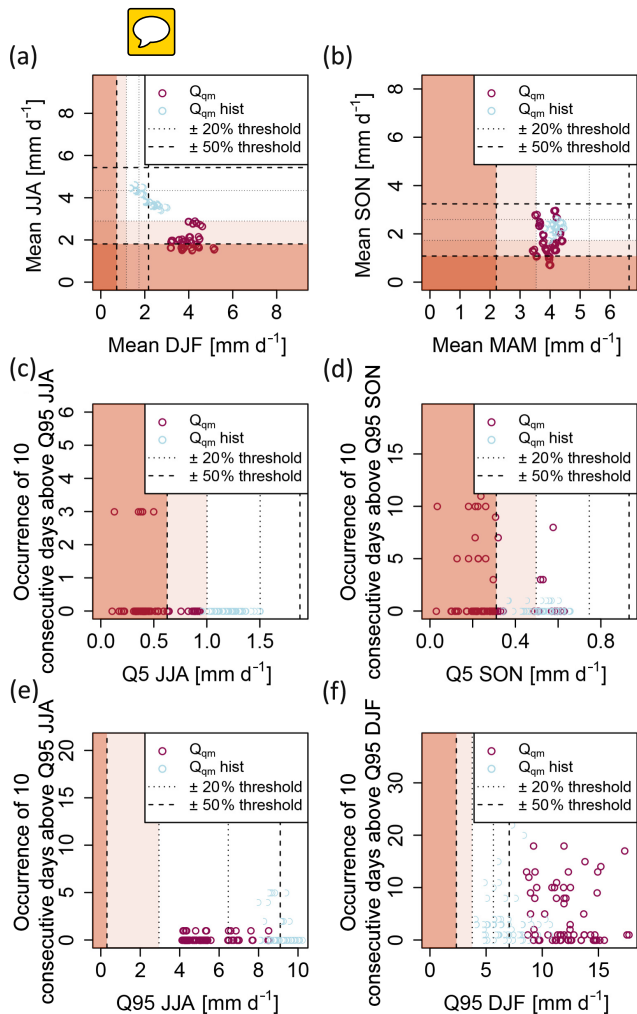 (a)
Q_qm
Q_qm hist
± 20% threshold
± 50% threshold
Mean JJA [mm d⁻¹]
0 2 4 6 8
0 2 4 6 8
Mean DJF [mm d⁻¹]
(b)
Q_qm
Q_qm hist
± 20% threshold
± 50% threshold
Mean SON [mm d⁻¹]
0 2 4 6 8
0 1 2 3 4 5 6
Mean MAM [mm d⁻¹]
(c)
Q_qm
Q_qm hist
± 20% threshold
± 50% threshold
Occurrence of 10
consecutive days above Q95 JJA
0 1 2 3 4 5 6
0.0 0.5 1.0 1.5
Q5 JJA [mm d⁻¹]
(d)
Q_qm
Q_qm hist
± 20% threshold
± 50% threshold
Occurrence of 10
consecutive days above Q95 SON
0 5 10 15
0.0 0.4 0.8
Q5 SON [mm d⁻¹]
(e)
Q_qm
Q_qm hist
± 20% threshold
± 50% threshold
Occurrence of 10
consecutive days above Q95 JJA
0 5 10 15 20
0 2 4 6 8 10
Q95 JJA [mm d⁻¹]
(f)
Q_qm
Q_qm hist
± 20% threshold
± 50% threshold
Occurrence of 10
consecutive days above Q95 DJF
0 10 20 30
0 5 10 15
Q95 DJF [mm d⁻¹]